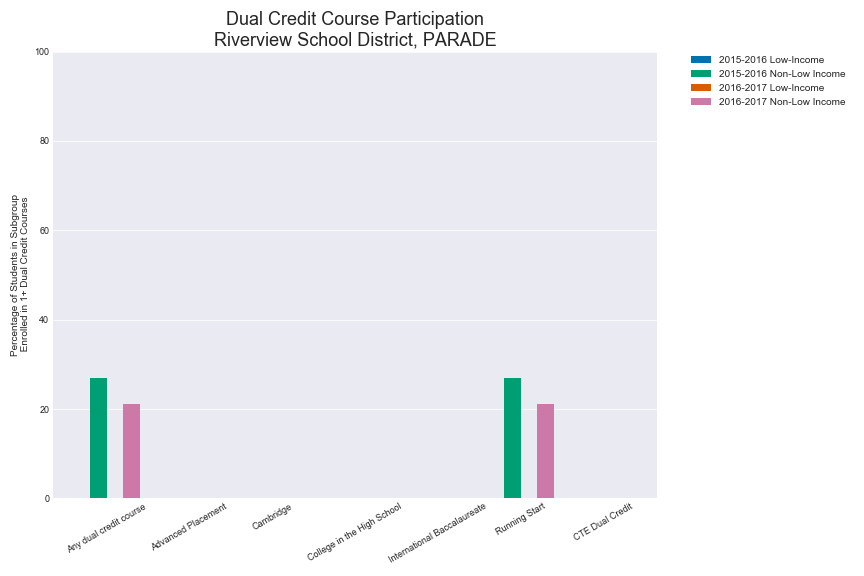 Dual Credit Course Participation
Riverview School District, PARADE
2015-2016 Low-Income
2015-2016 Non-Low Income
2016-2017 Low-Income
2016-2017 Non-Low Income
Percentage of Students in Subgroup
Enrolled in 1+ Dual Credit Courses
100
80
60
40
20
0
Any dual credit course
Advanced Placement
Cambridge
College in the High School
International Baccalaureate
Running Start
CTE Dual Credit